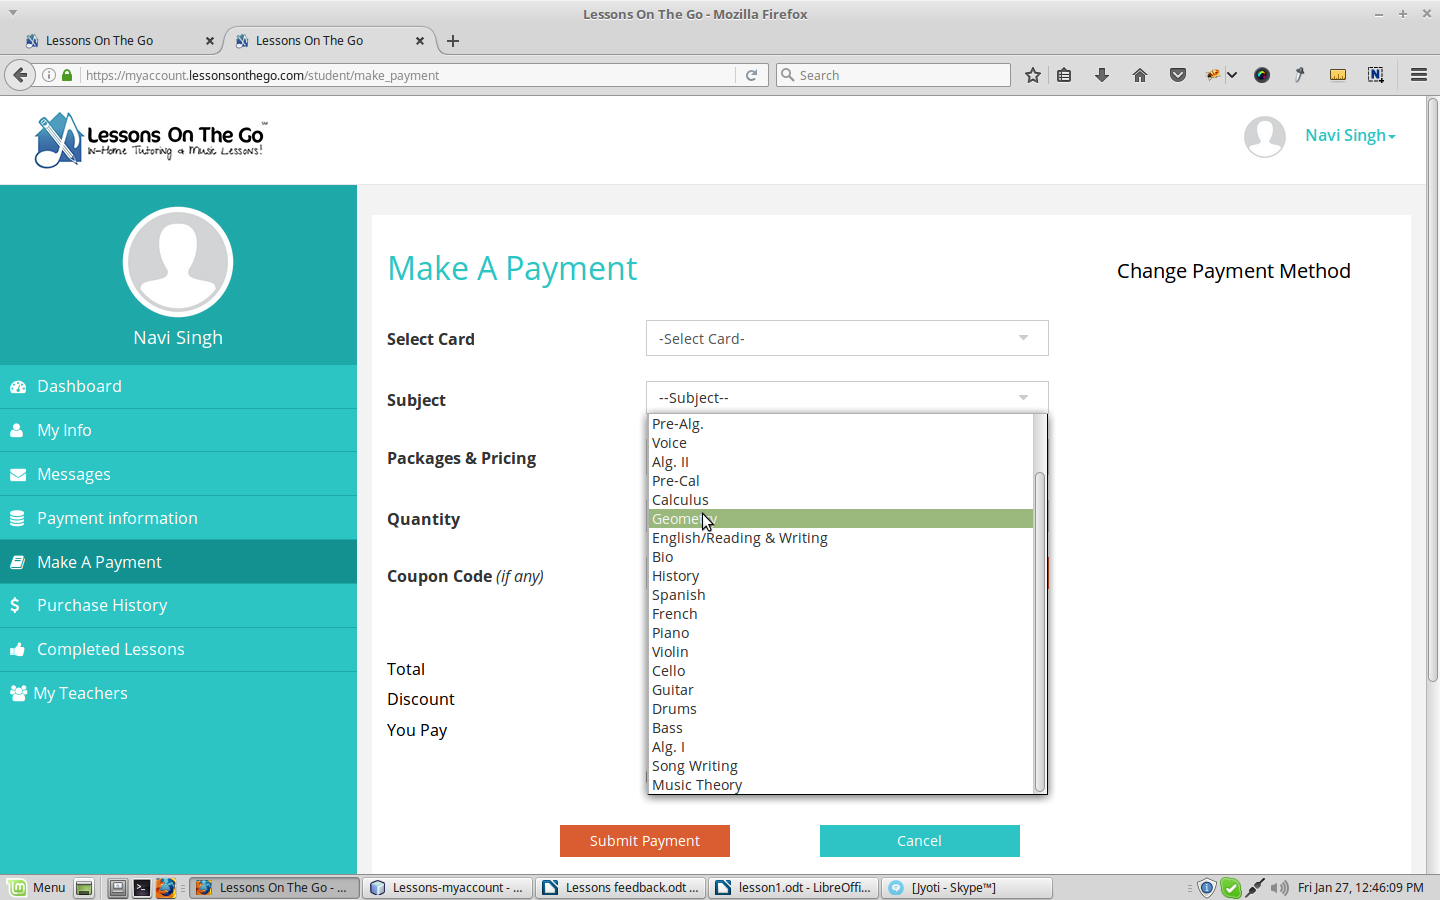 Lessons On The Go - Mozilla Firefox
Lessons On The Go
Lessons On The Go
https://myaccount.lessonsonthego.com/student/make_payment
Search
Lessons On The Go
In-Home Tutoring & Music Lessons!
Navi Singh
Navi Singh
Dashboard
My Info
Messages
Payment information
Make A Payment
Purchase History
Completed Lessons
My Teachers
Make A Payment
Change Payment Method
Select Card
-Select Card-
Subject
--Subject--
Packages & Pricing
Quantity
Coupon Code (if any)
Total
Discount
You Pay
Pre-Alg.
Voice
Alg. II
Pre-Cal
Calculus
Geometry
English/Reading & Writing
Bio
History
Spanish
French
Piano
Violin
Cello
Guitar
Drums
Bass
Alg. I
Song Writing
Music Theory
Submit Payment
Cancel
Menu
Lessons On The Go - ...
Lessons-myaccount - ...
Lessons feedback.odt ...
lesson1.odt - LibreOffi...
[Jyoti - Skype™]
Fri Jan 27, 12:46:09 PM